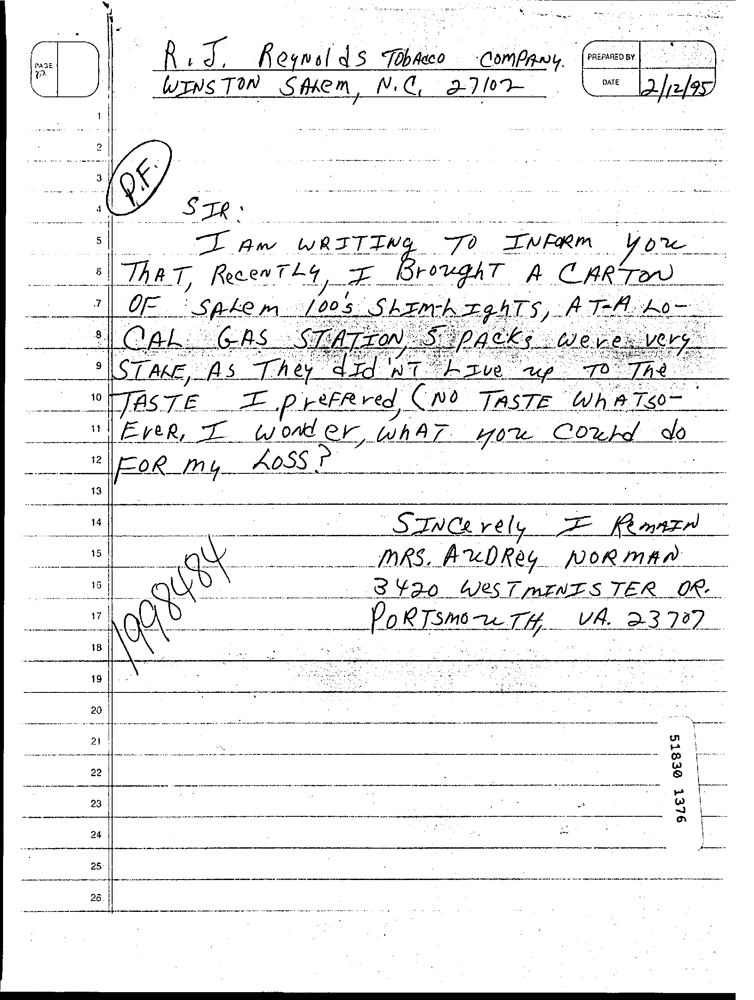 R.J. Reynolds Tobacco Company.
Winston Salem, N.C. 27102
PAGE
PREPARED BY
DATE 2/12/95
P.F.
SIR:
I AM WRITING TO INFORM you
THAT, RecenTLy, I BroughT A CARTON
OF SALem 100's SLIM-LIghTS, AT-A LO-
CAL GAS STATION, 5 PACKs were very
STALE, AS They dId'NT LIve up TO The
TASTE I preFFered, (NO TASTE WhATSO-
EveR, I wonder, whAT you Could do
FOR my LOSS?
SINCerely I RemAIN
MRS. AUDRey NORMAN
3420 WesTMINISTER DR.
PORTSMOuTH, VA. 23707
1998484
1
2
3
4
5
6
7
8
9
10
11
12
13
14
15
16
17
18
19
20
21
22
23
24
25
26
51830 1376